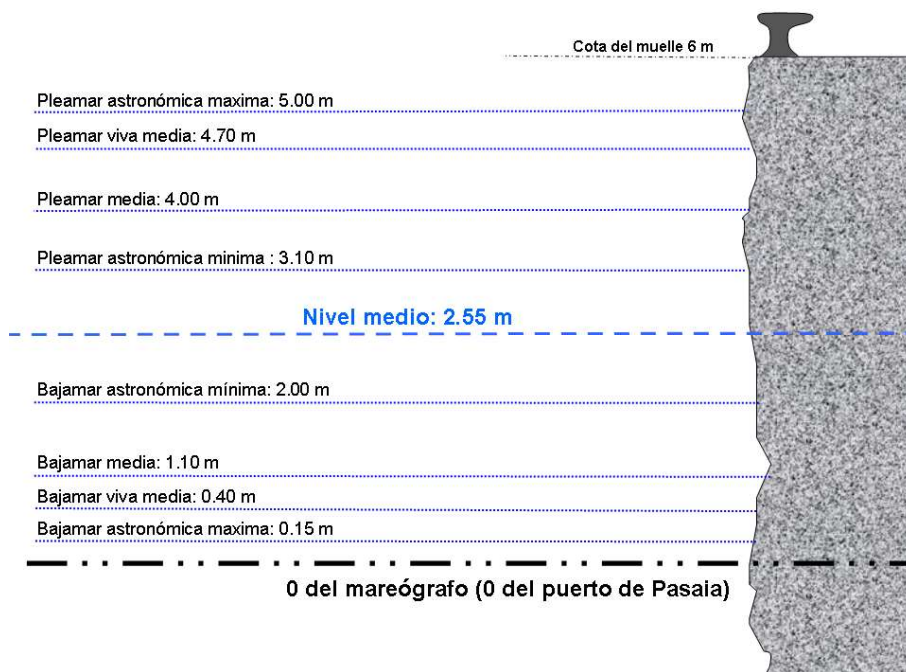 Cota del muelle 6 m
Pleamar astronómica maxima: 5.00 m
Pleamar viva media: 4.70 m
Pleamar media: 4.00 m
Pleamar astronómica minima : 3.10 m
Nivel medio: 2.55 m
Bajamar astronómica mínima: 2.00 m
Bajamar media: 1.10 m
Bajamar viva media: 0.40 m
Bajamar astronómica maxima: 0.15 m
0 del mareógrafo (0 del puerto de Pasaia)